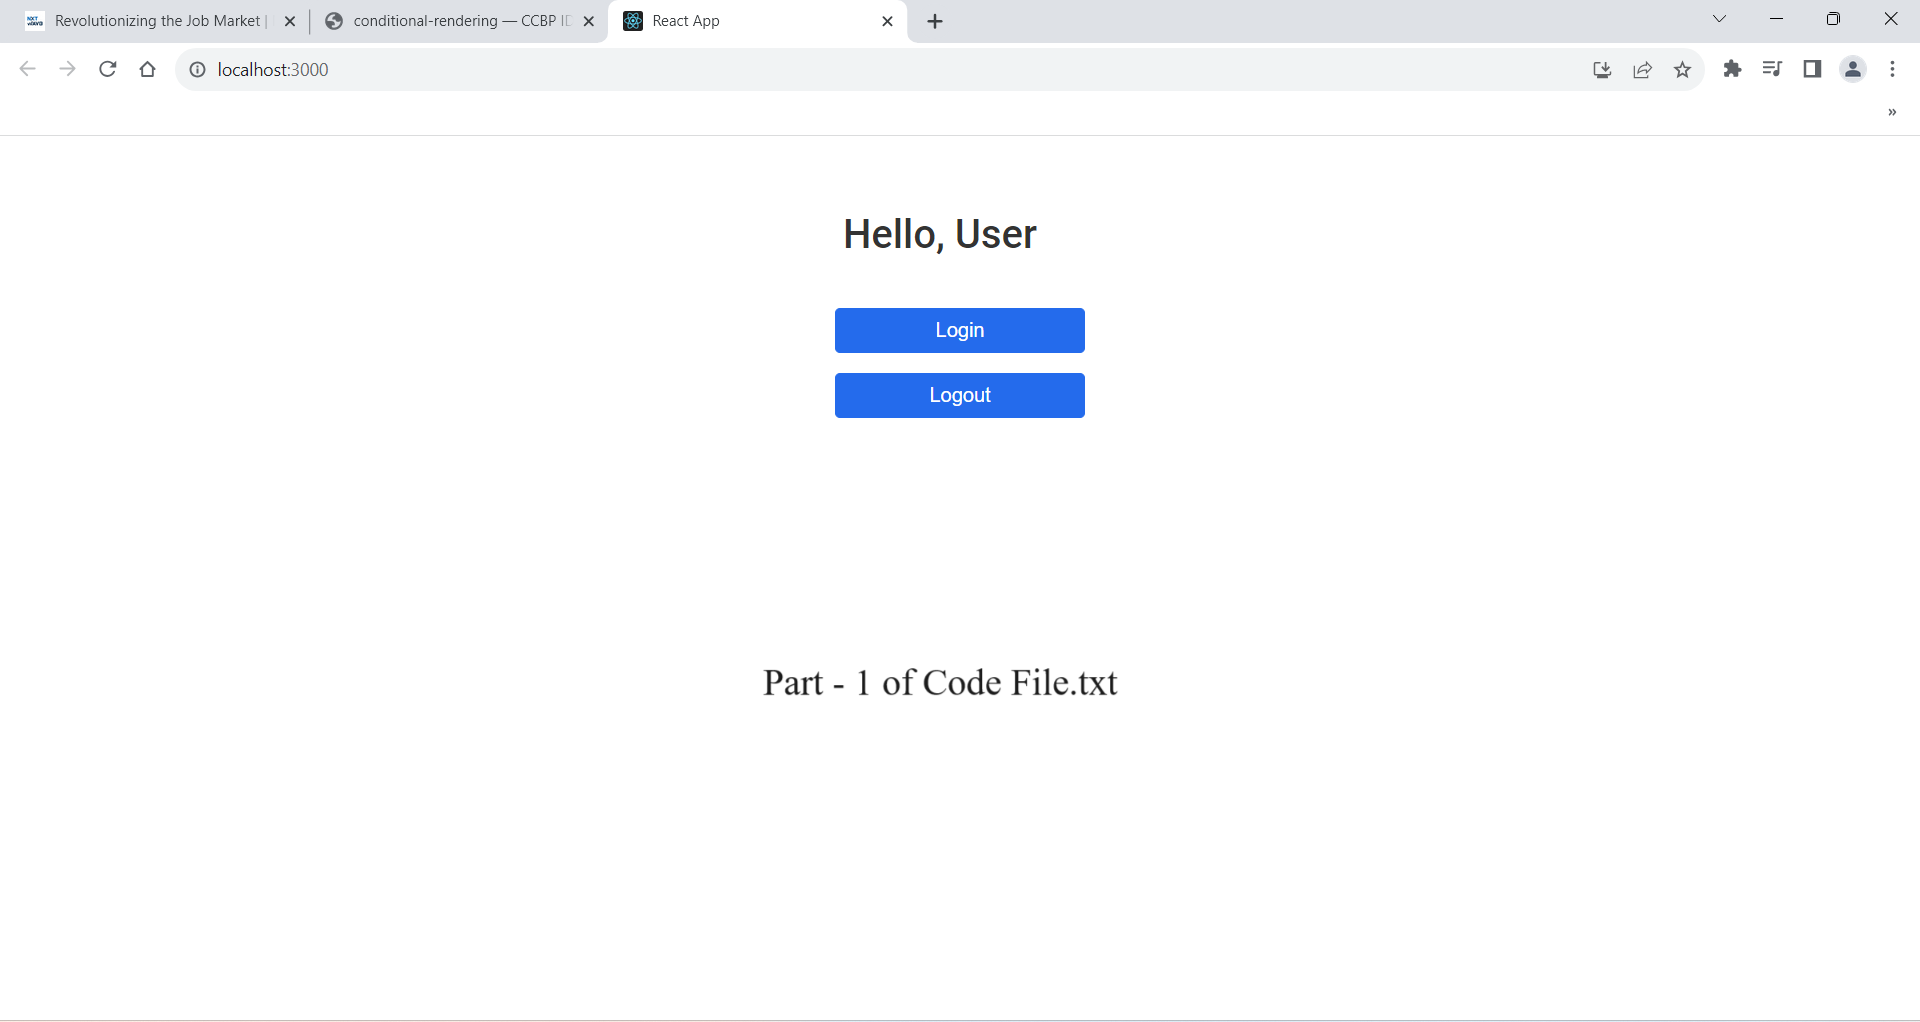 Revolutionizing the Job Market |
conditional-rendering — CCBP ID
React App
localhost:3000
»
Hello, User
Login
Logout
Part - 1 of Code File.txt